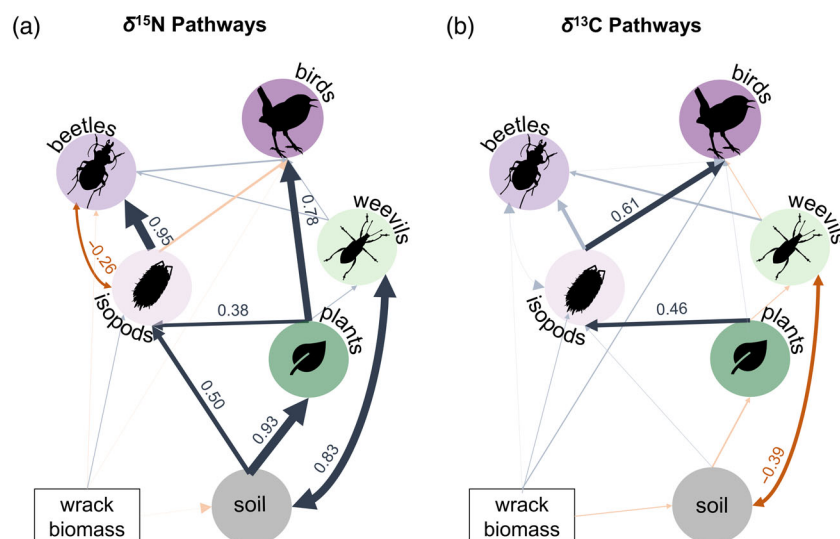 (a)
δ15N Pathways
birds
beetles
weevils
0.95
0.78
−0.26
isopods
0.38
plants
0.50
0.93
0.83
wrack
biomass
soil
(b)
δ13C Pathways
birds
beetles
weevils
0.61
isopods
0.46
plants
−0.39
wrack
biomass
soil